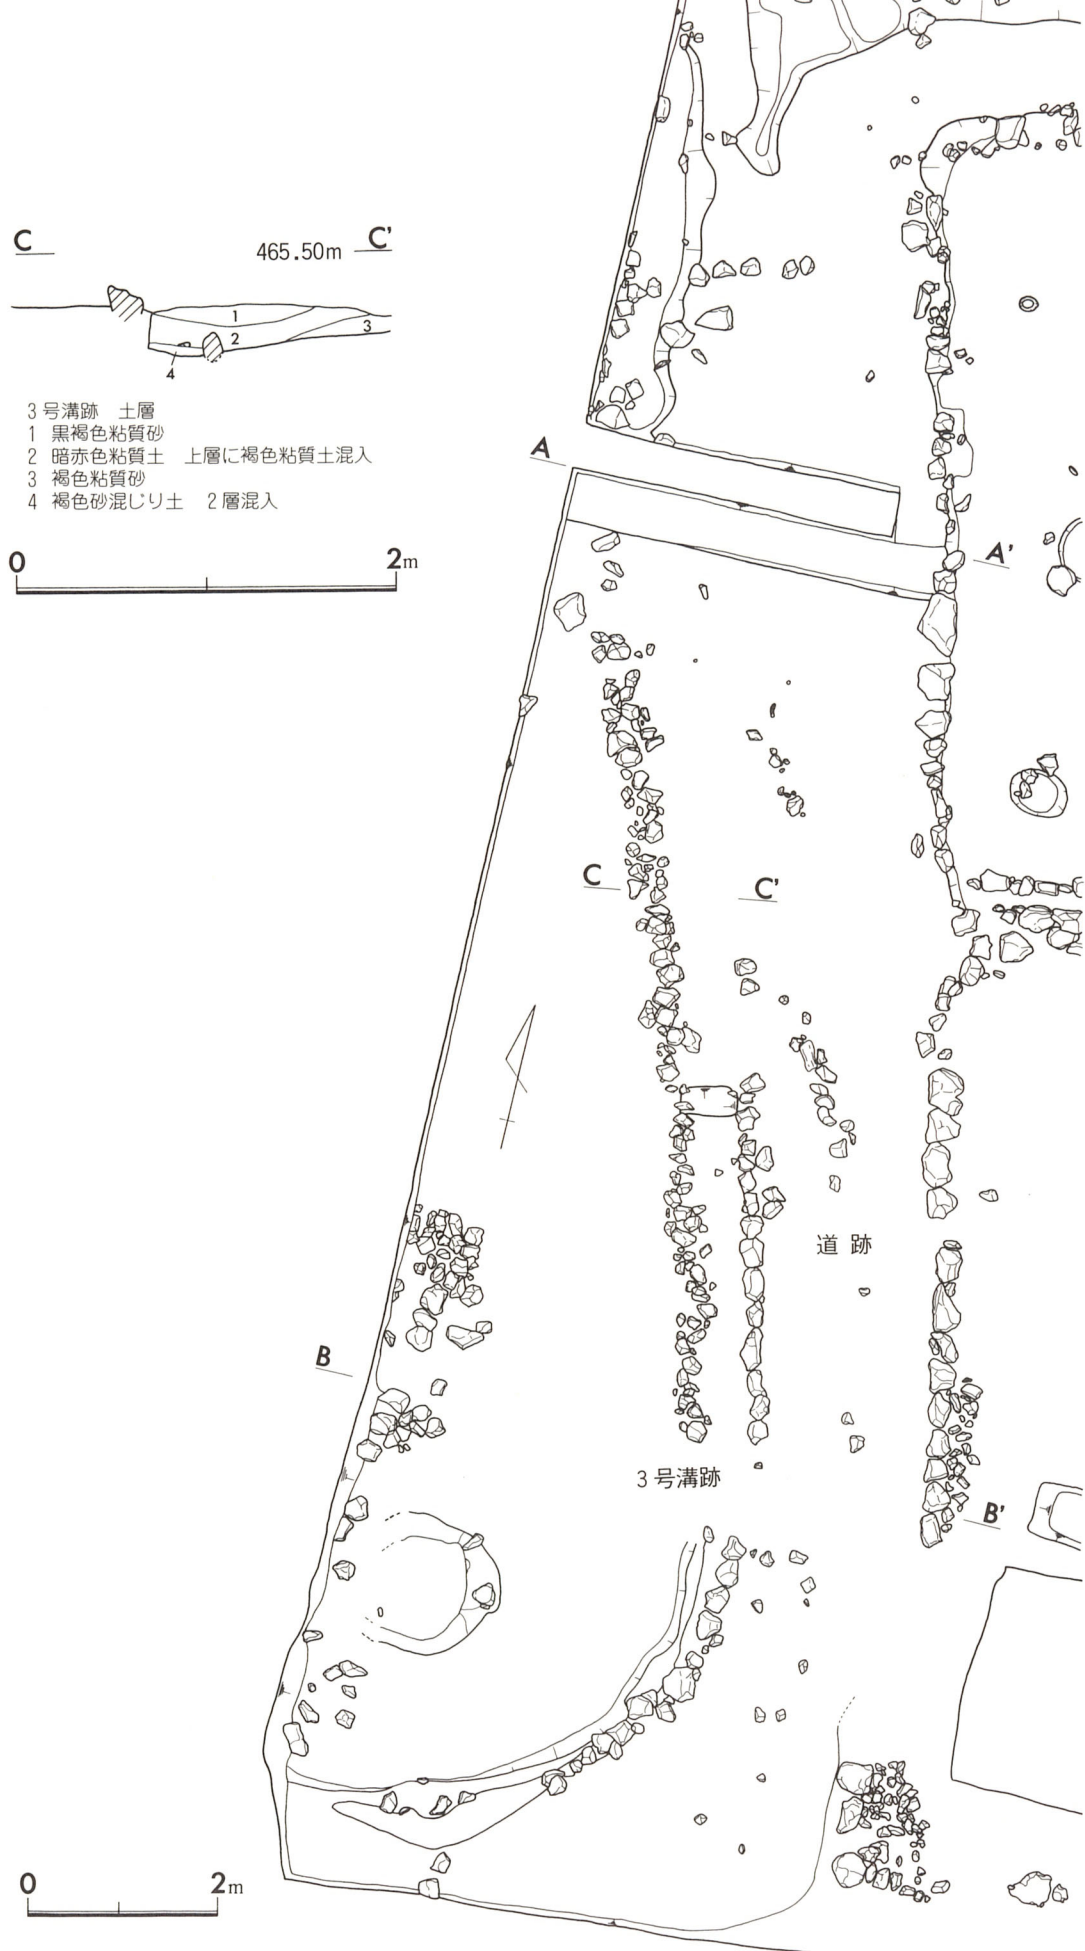 C 465.50m C'
1
2
3
4
3号溝跡 土層
1 黒褐色粘質砂
2 暗赤色粘質土 上層に褐色粘質土混入
3 褐色粘質砂
4 褐色砂混じり土 2層混入
0 2m
A
A'
C C'
道跡
B
3号溝跡
B'
0 2m